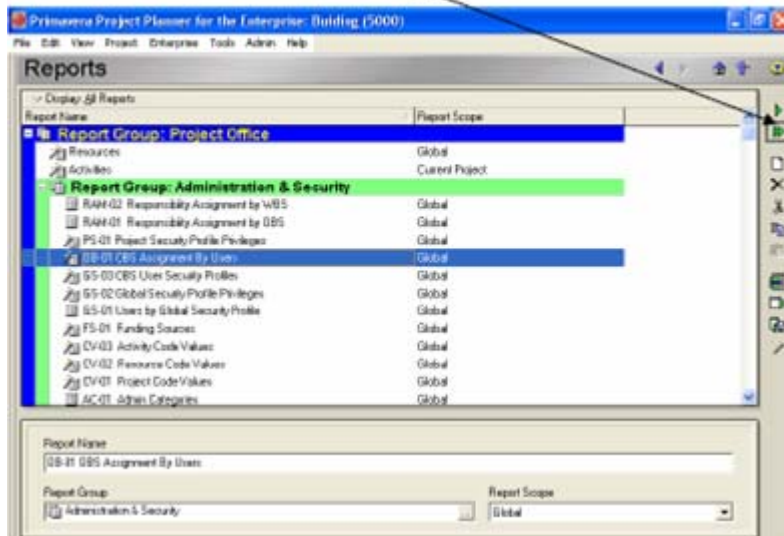 Primavera Project Planner for the Enterprise: Building (5000)
File Edit View Project Enterprise Tools Admin Help
Reports
Display: All Reports
Report Name Report Scope
Report Group: Project Office
Resources Global
Activities Current Project
Report Group: Administration & Security
RAM-02 Responsibility Assignment by WBS Global
RAM-01 Responsibility Assignment by OBS Global
PS-01 Project Security Profile Privileges Global
OB-01 OBS Assignment By Users Global
GS-03 OBS User Security Profiles Global
GS-02 Global Security Profile Privileges Global
GS-01 Users by Global Security Profile Global
FS-01 Funding Sources Global
CV-03 Activity Code Values Global
CV-02 Resource Code Values Global
CV-01 Project Code Values Global
AC-01 Admin Categories Global
Report Name
OB-01 OBS Assignment By Users
Report Group Report Scope
Administration & Security ... Global